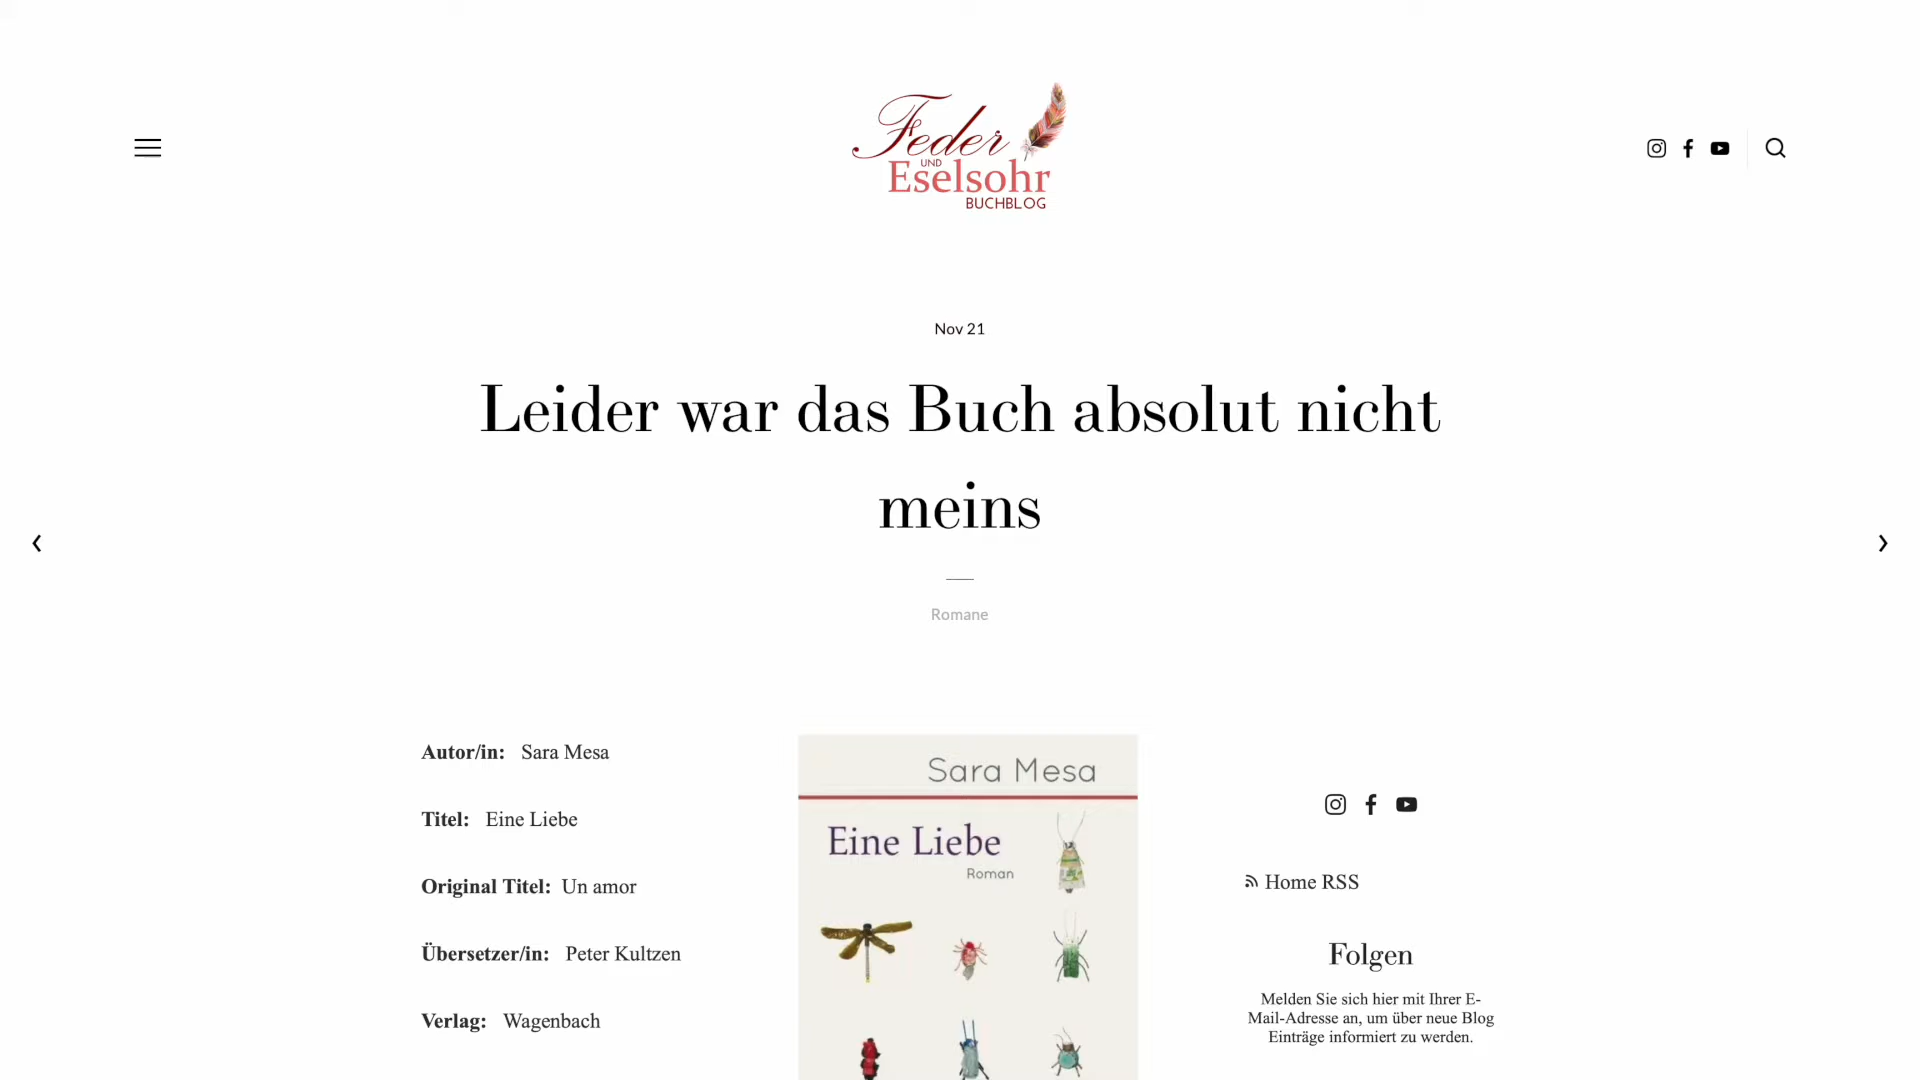 Feder
UND
Eselsohr
BUCHBLOG
Nov 21
Leider war das Buch absolut nicht
meins
Romane
Autor/in: Sara Mesa
Titel: Eine Liebe
Original Titel: Un amor
Übersetzer/in: Peter Kultzen
Verlag: Wagenbach
Sara Mesa
Eine Liebe
Roman
Home RSS
Folgen
Melden Sie sich hier mit Ihrer E-
Mail-Adresse an, um über neue Blog
Einträge informiert zu werden.